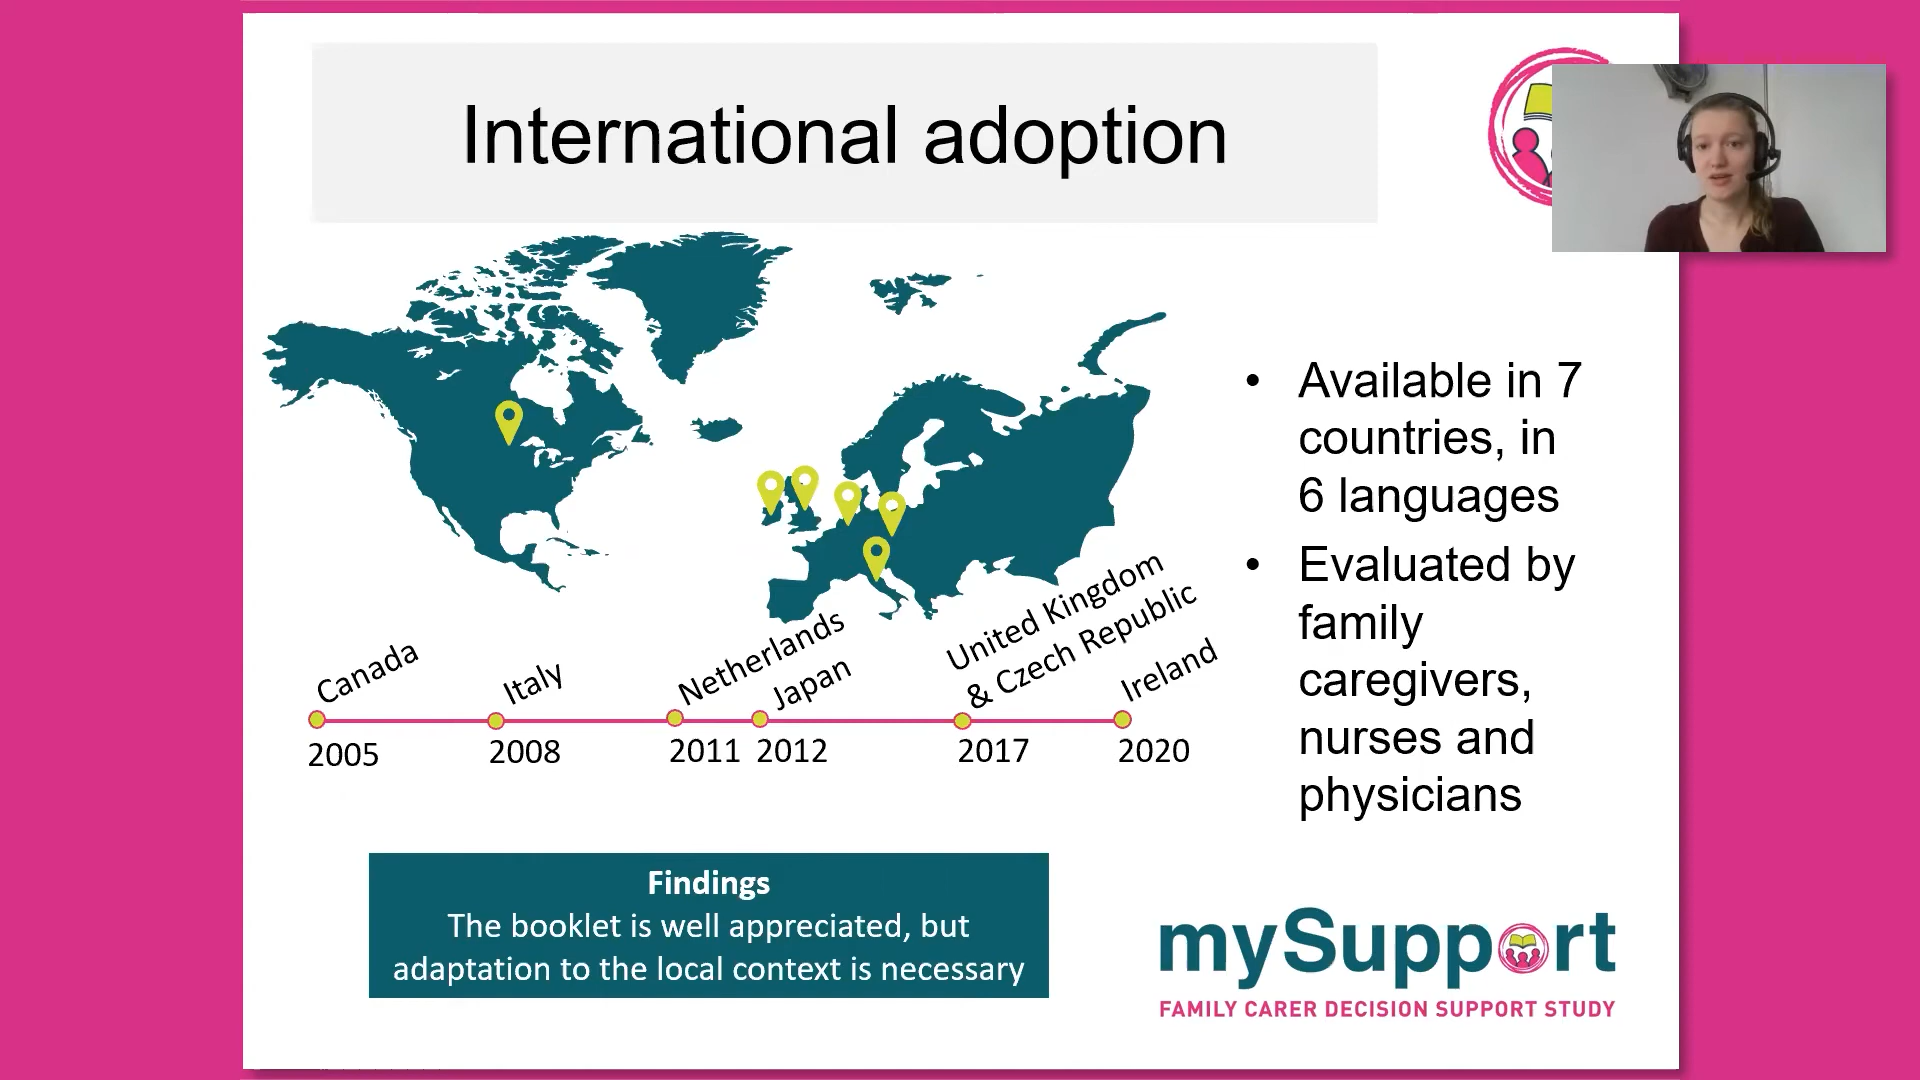 International adoption
Canada
Italy
Netherlands
Japan
United Kingdom
& Czech Republic
Ireland
2005
2008
2011
2012
2017
2020
• Available in 7
countries, in
6 languages
• Evaluated by
family
caregivers,
nurses and
physicians
Findings
The booklet is well appreciated, but
adaptation to the local context is necessary
mySupport
FAMILY CARER DECISION SUPPORT STUDY